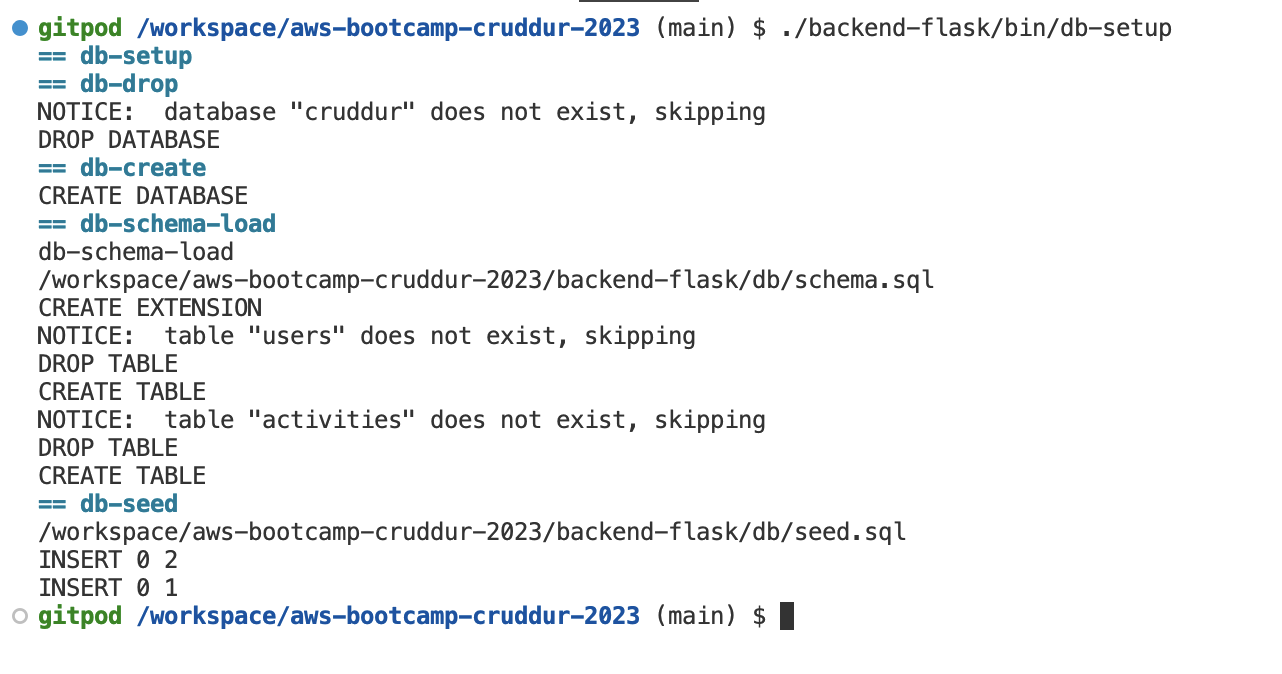 gitpod /workspace/aws-bootcamp-cruddur-2023 (main) $ ./backend-flask/bin/db-setup
== db-setup
== db-drop
NOTICE:  database "cruddur" does not exist, skipping
DROP DATABASE
== db-create
CREATE DATABASE
== db-schema-load
db-schema-load
/workspace/aws-bootcamp-cruddur-2023/backend-flask/db/schema.sql
CREATE EXTENSION
NOTICE:  table "users" does not exist, skipping
DROP TABLE
CREATE TABLE
NOTICE:  table "activities" does not exist, skipping
DROP TABLE
CREATE TABLE
== db-seed
/workspace/aws-bootcamp-cruddur-2023/backend-flask/db/seed.sql
INSERT 0 2
INSERT 0 1
gitpod /workspace/aws-bootcamp-cruddur-2023 (main) $